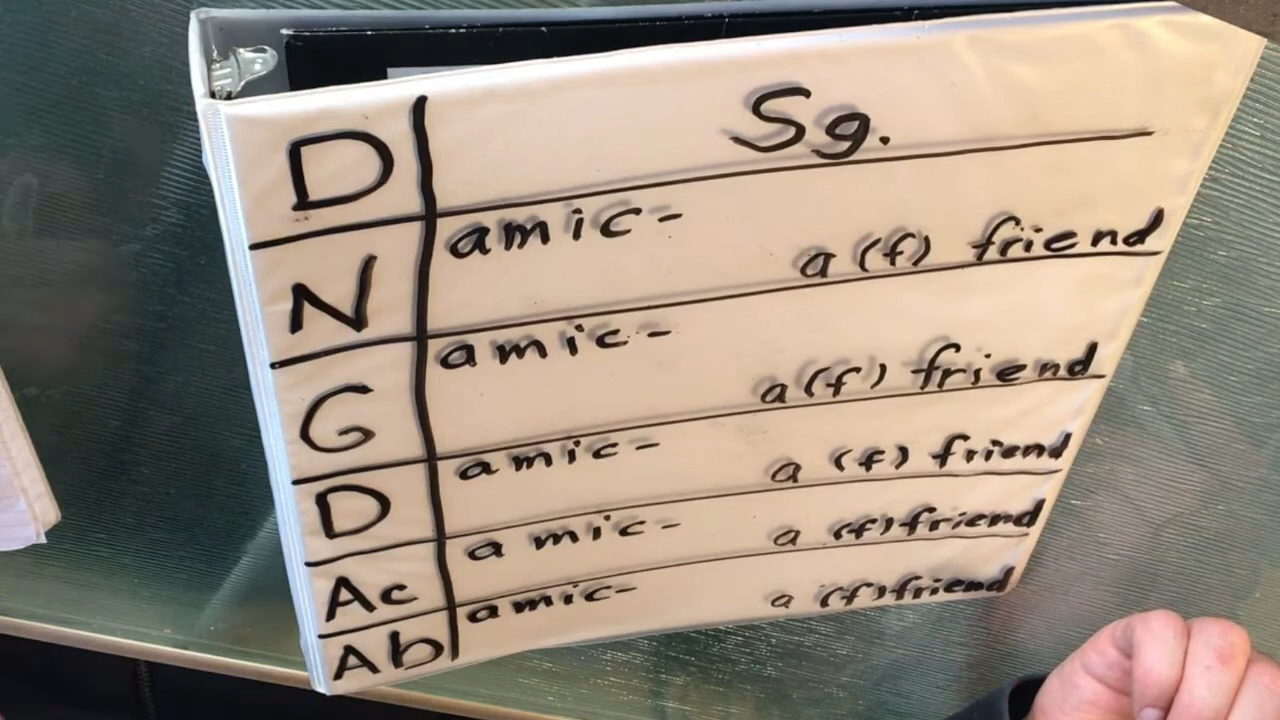 D Sg.
N amic- a (f) friend
G amic- a (f) friend
D amic- a (f) friend
Ac amic- a (f) friend
Ab amic- a (f) friend